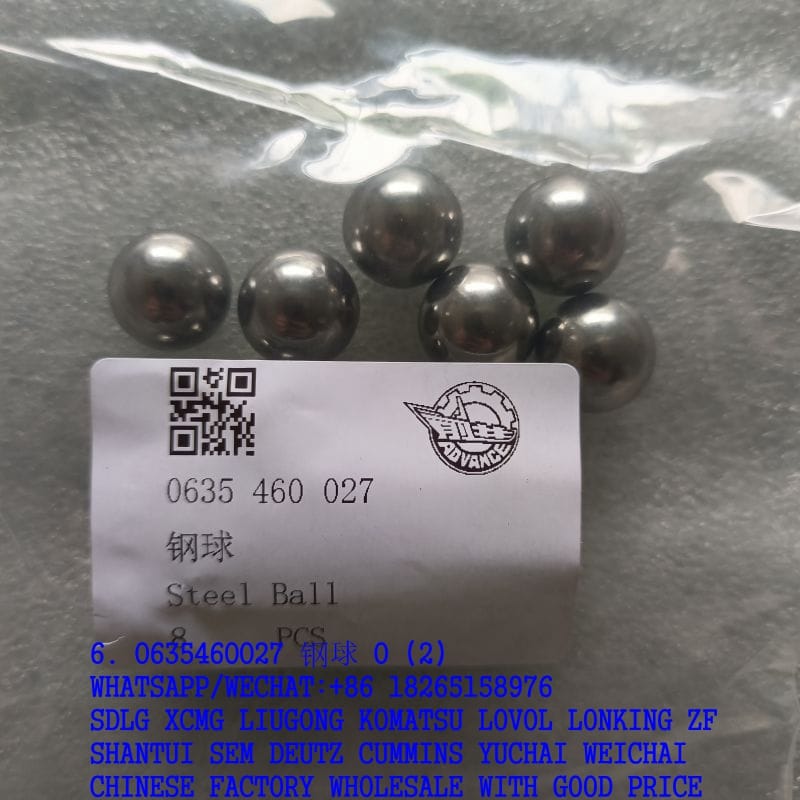 ADVANCE
0635 460 027
钢球
Steel Ball
8 PCS
6. 0635460027 钢球 0 (2)
WHATSAPP/WECHAT:+86 18265158976
SDLG XCMG LIUGONG KOMATSU LOVOL LONKING ZF
SHANTUI SEM DEUTZ CUMMINS YUCHAI WEICHAI
CHINESE FACTORY WHOLESALE WITH GOOD PRICE